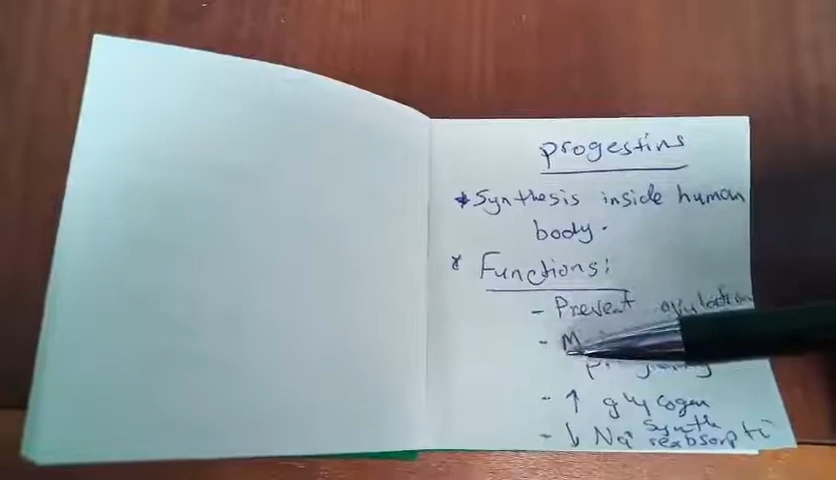 progestins
* Synthesis inside human
body.
* Functions:
- Prevent ovulation
- M
- ↑ glycogen
synth
- ↓ Na+ reabsorpti